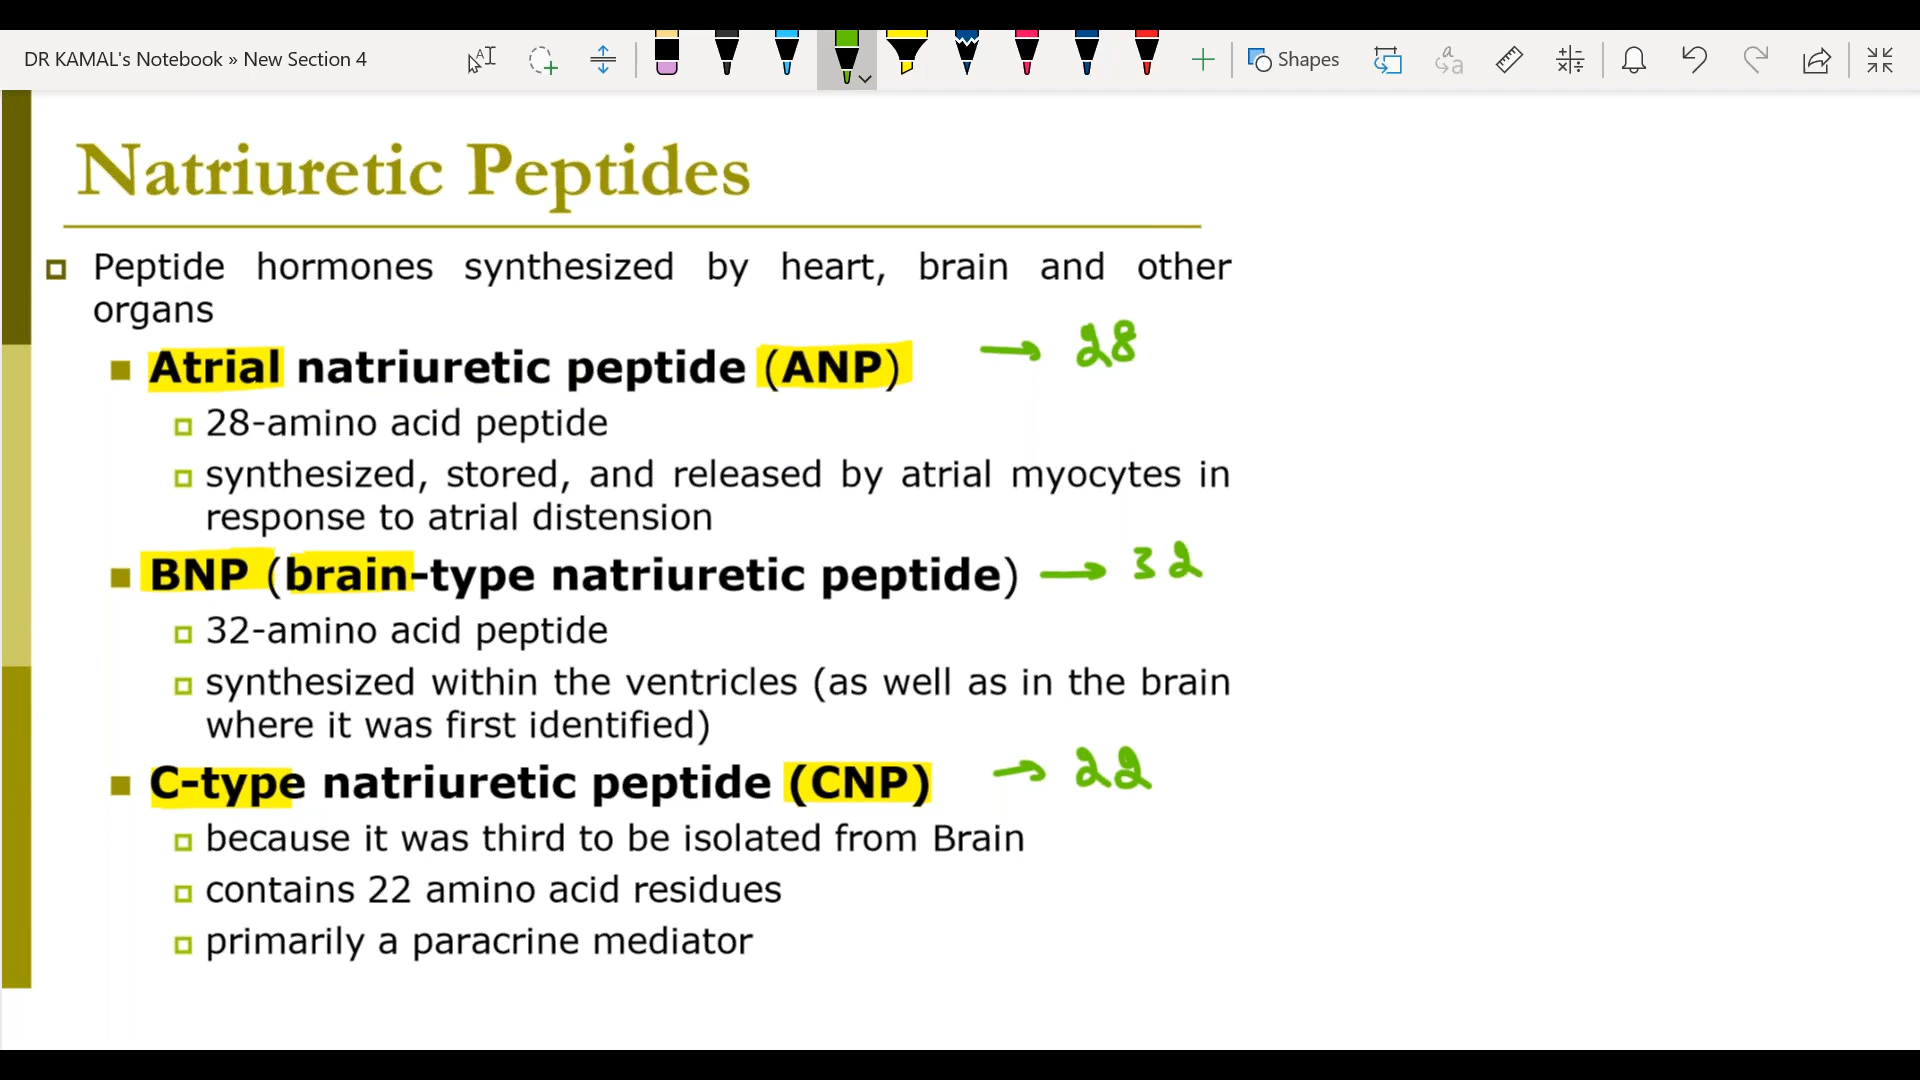 DR KAMAL's Notebook » New Section 4
Shapes
Natriuretic Peptides
Peptide hormones synthesized by heart, brain and other
organs
Atrial natriuretic peptide (ANP) → 28
28-amino acid peptide
synthesized, stored, and released by atrial myocytes in
response to atrial distension
BNP (brain-type natriuretic peptide) → 32
32-amino acid peptide
synthesized within the ventricles (as well as in the brain
where it was first identified)
C-type natriuretic peptide (CNP) → 22
because it was third to be isolated from Brain
contains 22 amino acid residues
primarily a paracrine mediator